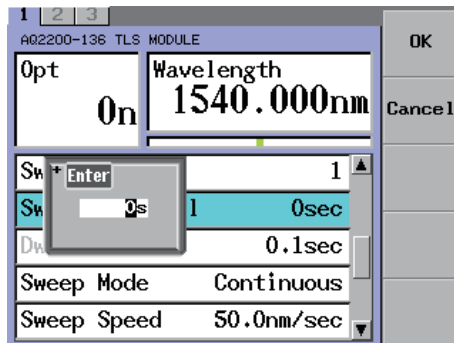 1 2 3
AQ2200-136 TLS MODULE
OK
Opt
On
Wavelength
1540.000nm
Cancel
Sw 1
Enter
0s
Sw l 0sec
Dw 0.1sec
Sweep Mode Continuous
Sweep Speed 50.0nm/sec